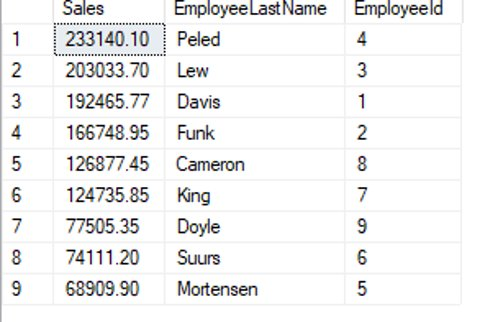 Sales EmployeeLastName EmployeeId
1 233140.10 Peled 4
2 203033.70 Lew 3
3 192465.77 Davis 1
4 166748.95 Funk 2
5 126877.45 Cameron 8
6 124735.85 King 7
7 77505.35 Doyle 9
8 74111.20 Suurs 6
9 68909.90 Mortensen 5